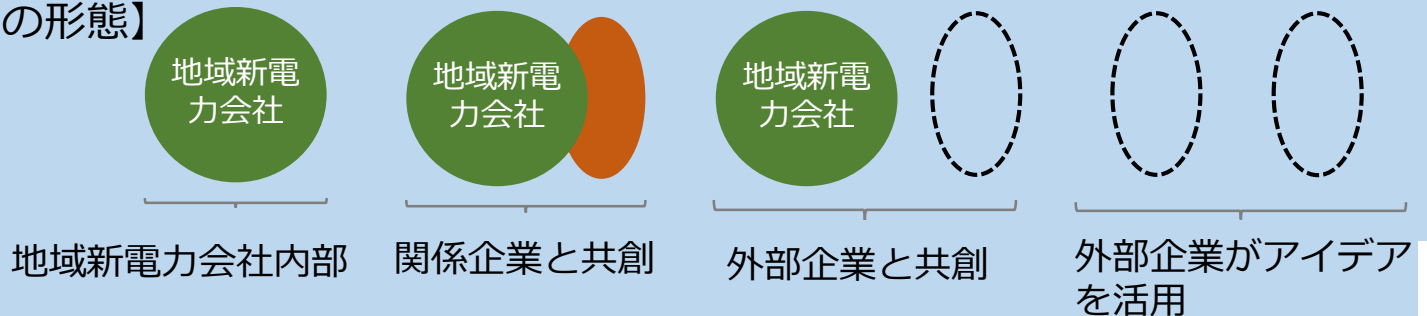 の形態】
地域新電
力会社
地域新電
力会社
地域新電
力会社
地域新電力会社内部
関係企業と共創
外部企業と共創
外部企業がアイデア
を活用